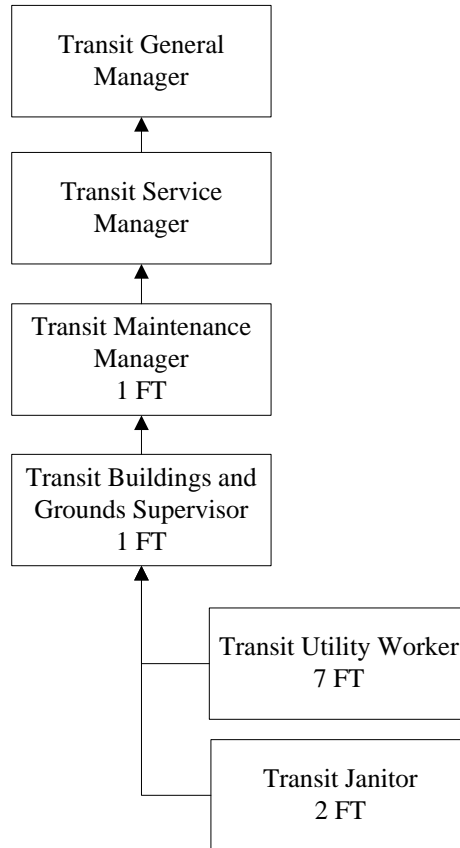 Transit General
Manager
Transit Service
Manager
Transit Maintenance
Manager
1 FT
Transit Buildings and
Grounds Supervisor
1 FT
Transit Utility Worker
7 FT
Transit Janitor
2 FT